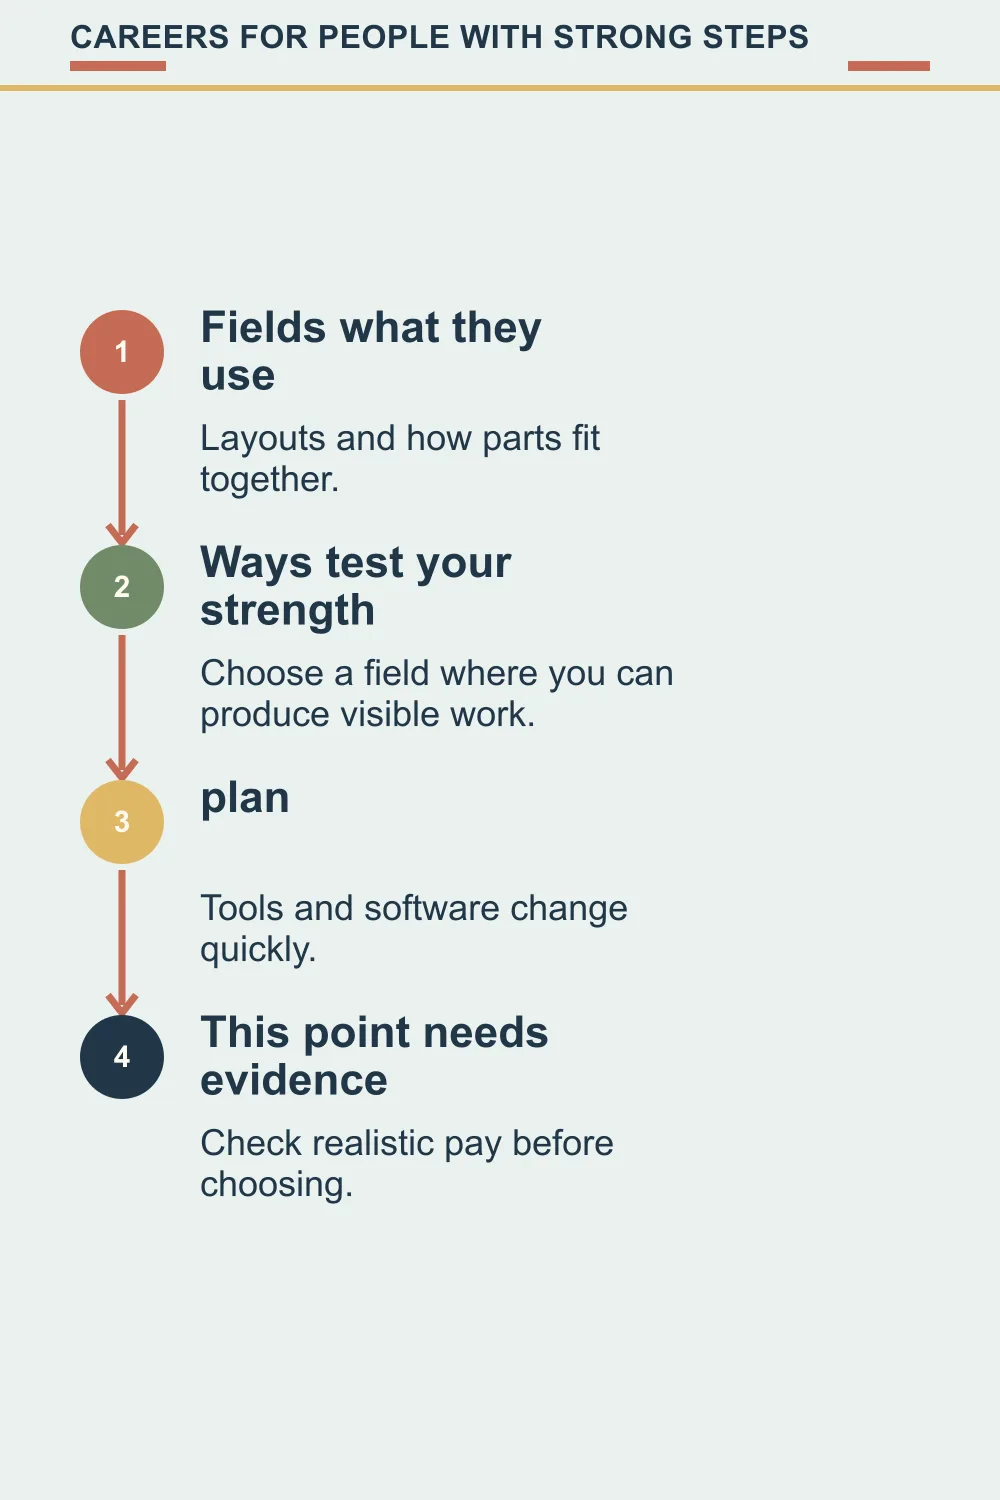 CAREERS FOR PEOPLE WITH STRONG STEPS
1
Fields what they
use
Layouts and how parts fit
together.
2
Ways test your
strength
Choose a field where you can
produce visible work.
3
plan
Tools and software change
quickly.
4
This point needs
evidence
Check realistic pay before
choosing.